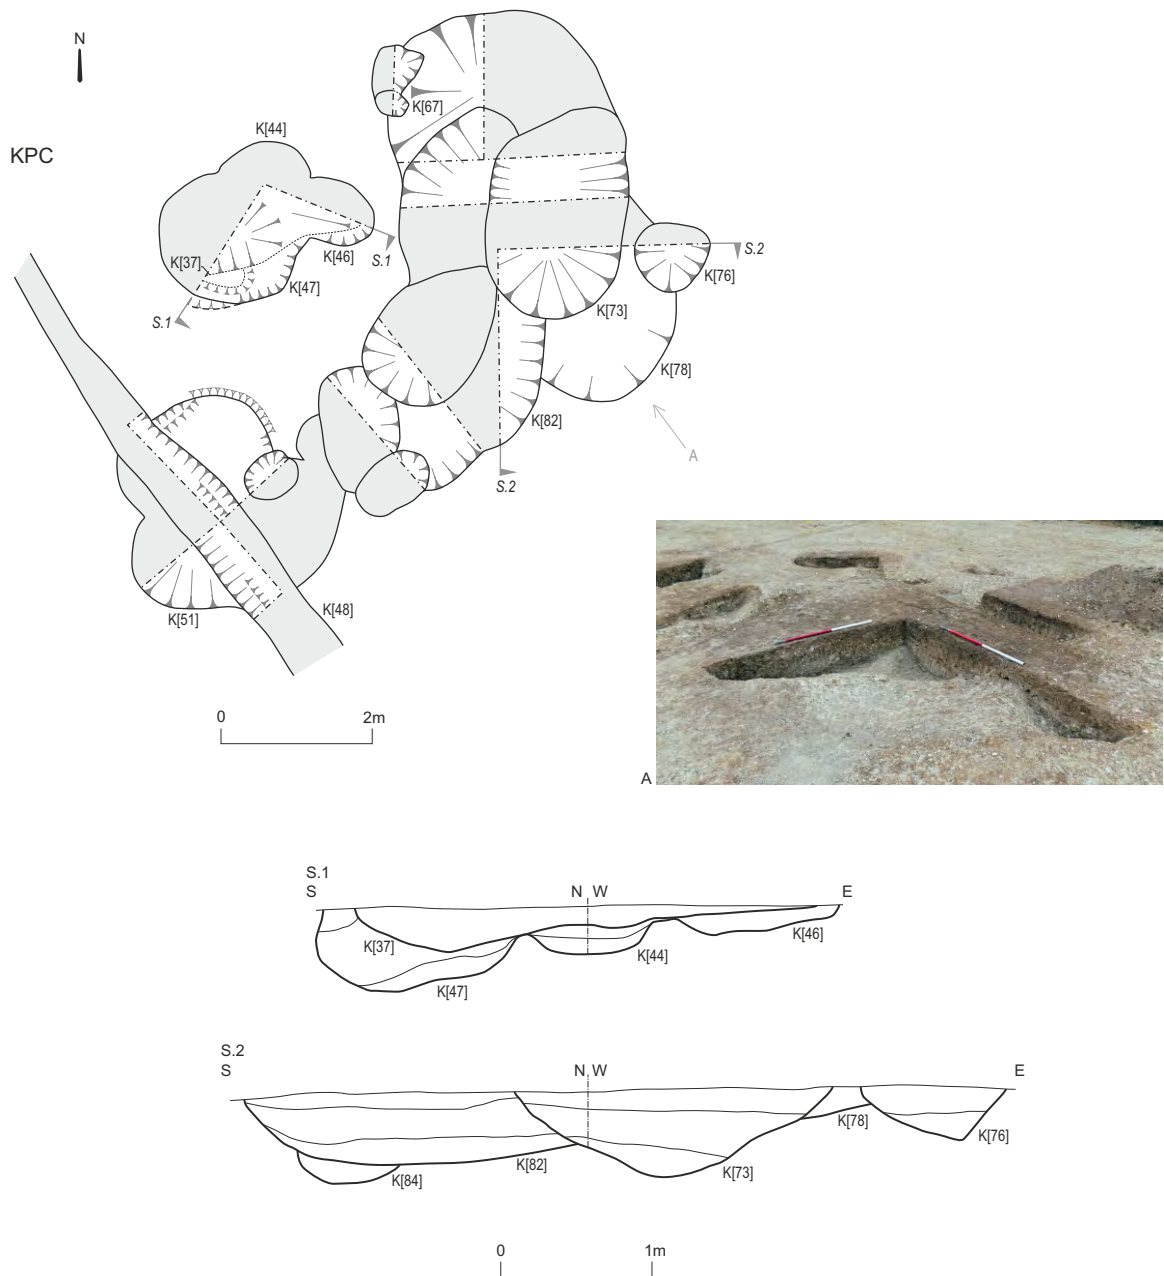 N
KPC
K[44]
K[67]
K[37]
K[46]
S.1
K[47]
S.1
S.2
K[76]
K[73]
K[78]
K[82]
A
S.2
K[51]
K[48]
0 2m
A
S.1
S N W E
K[37]
K[47]
K[44]
K[46]
S.2
S N W E
K[84]
K[82]
K[73]
K[78]
K[76]
0 1m